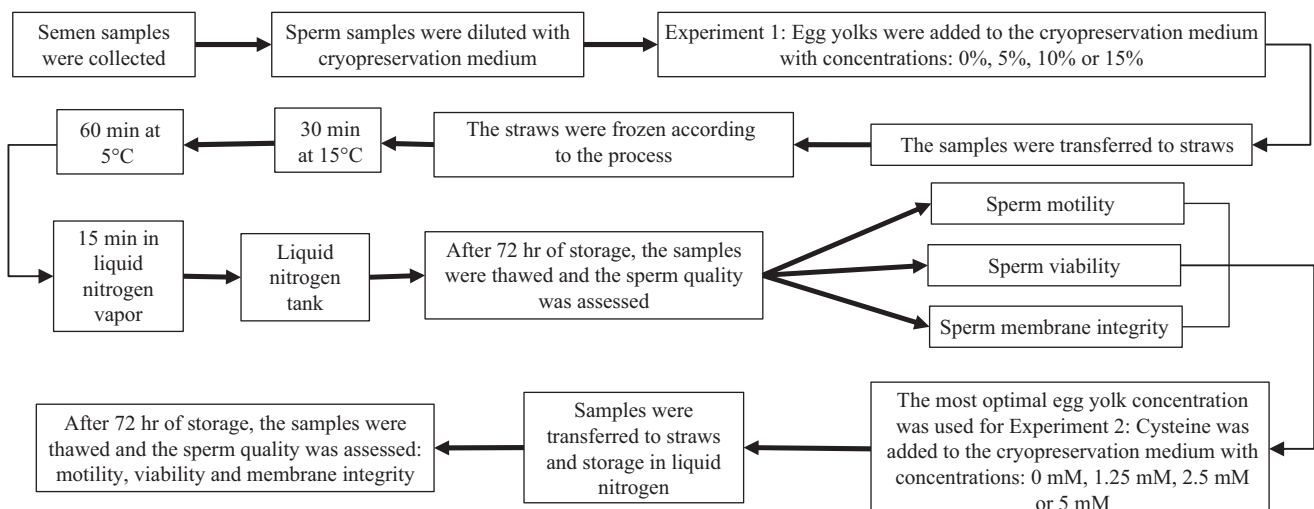 Semen samples
were collected
Sperm samples were diluted with
cryopreservation medium
Experiment 1: Egg yolks were added to the cryopreservation medium
with concentrations: 0%, 5%, 10% or 15%
The samples were transferred to straws
The straws were frozen according
to the process
30 min
at 15°C
60 min at
5°C
15 min in
liquid
nitrogen
vapor
Liquid
nitrogen
tank
After 72 hr of storage, the samples
were thawed and the sperm quality
was assessed
Sperm motility
Sperm viability
Sperm membrane integrity
The most optimal egg yolk concentration
was used for Experiment 2: Cysteine was
added to the cryopreservation medium with
concentrations: 0 mM, 1.25 mM, 2.5 mM
or 5 mM
Samples were
transferred to straws
and storage in liquid
nitrogen
After 72 hr of storage, the samples were
thawed and the sperm quality was assessed:
motility, viability and membrane integrity